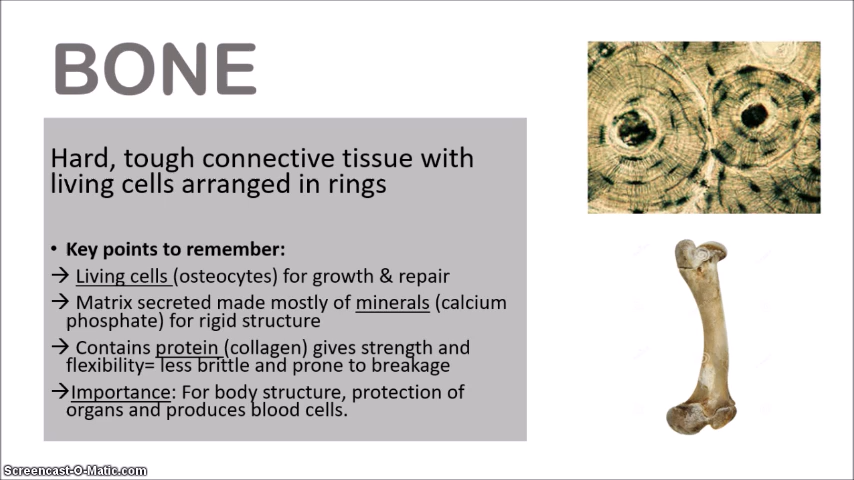 BONE
Hard, tough connective tissue with
living cells arranged in rings
• Key points to remember:
→ Living cells (osteocytes) for growth & repair
→ Matrix secreted made mostly of minerals (calcium
phosphate) for rigid structure
→ Contains protein (collagen) gives strength and
flexibility= less brittle and prone to breakage
→Importance: For body structure, protection of
organs and produces blood cells.
Screencast-O-Matic.com